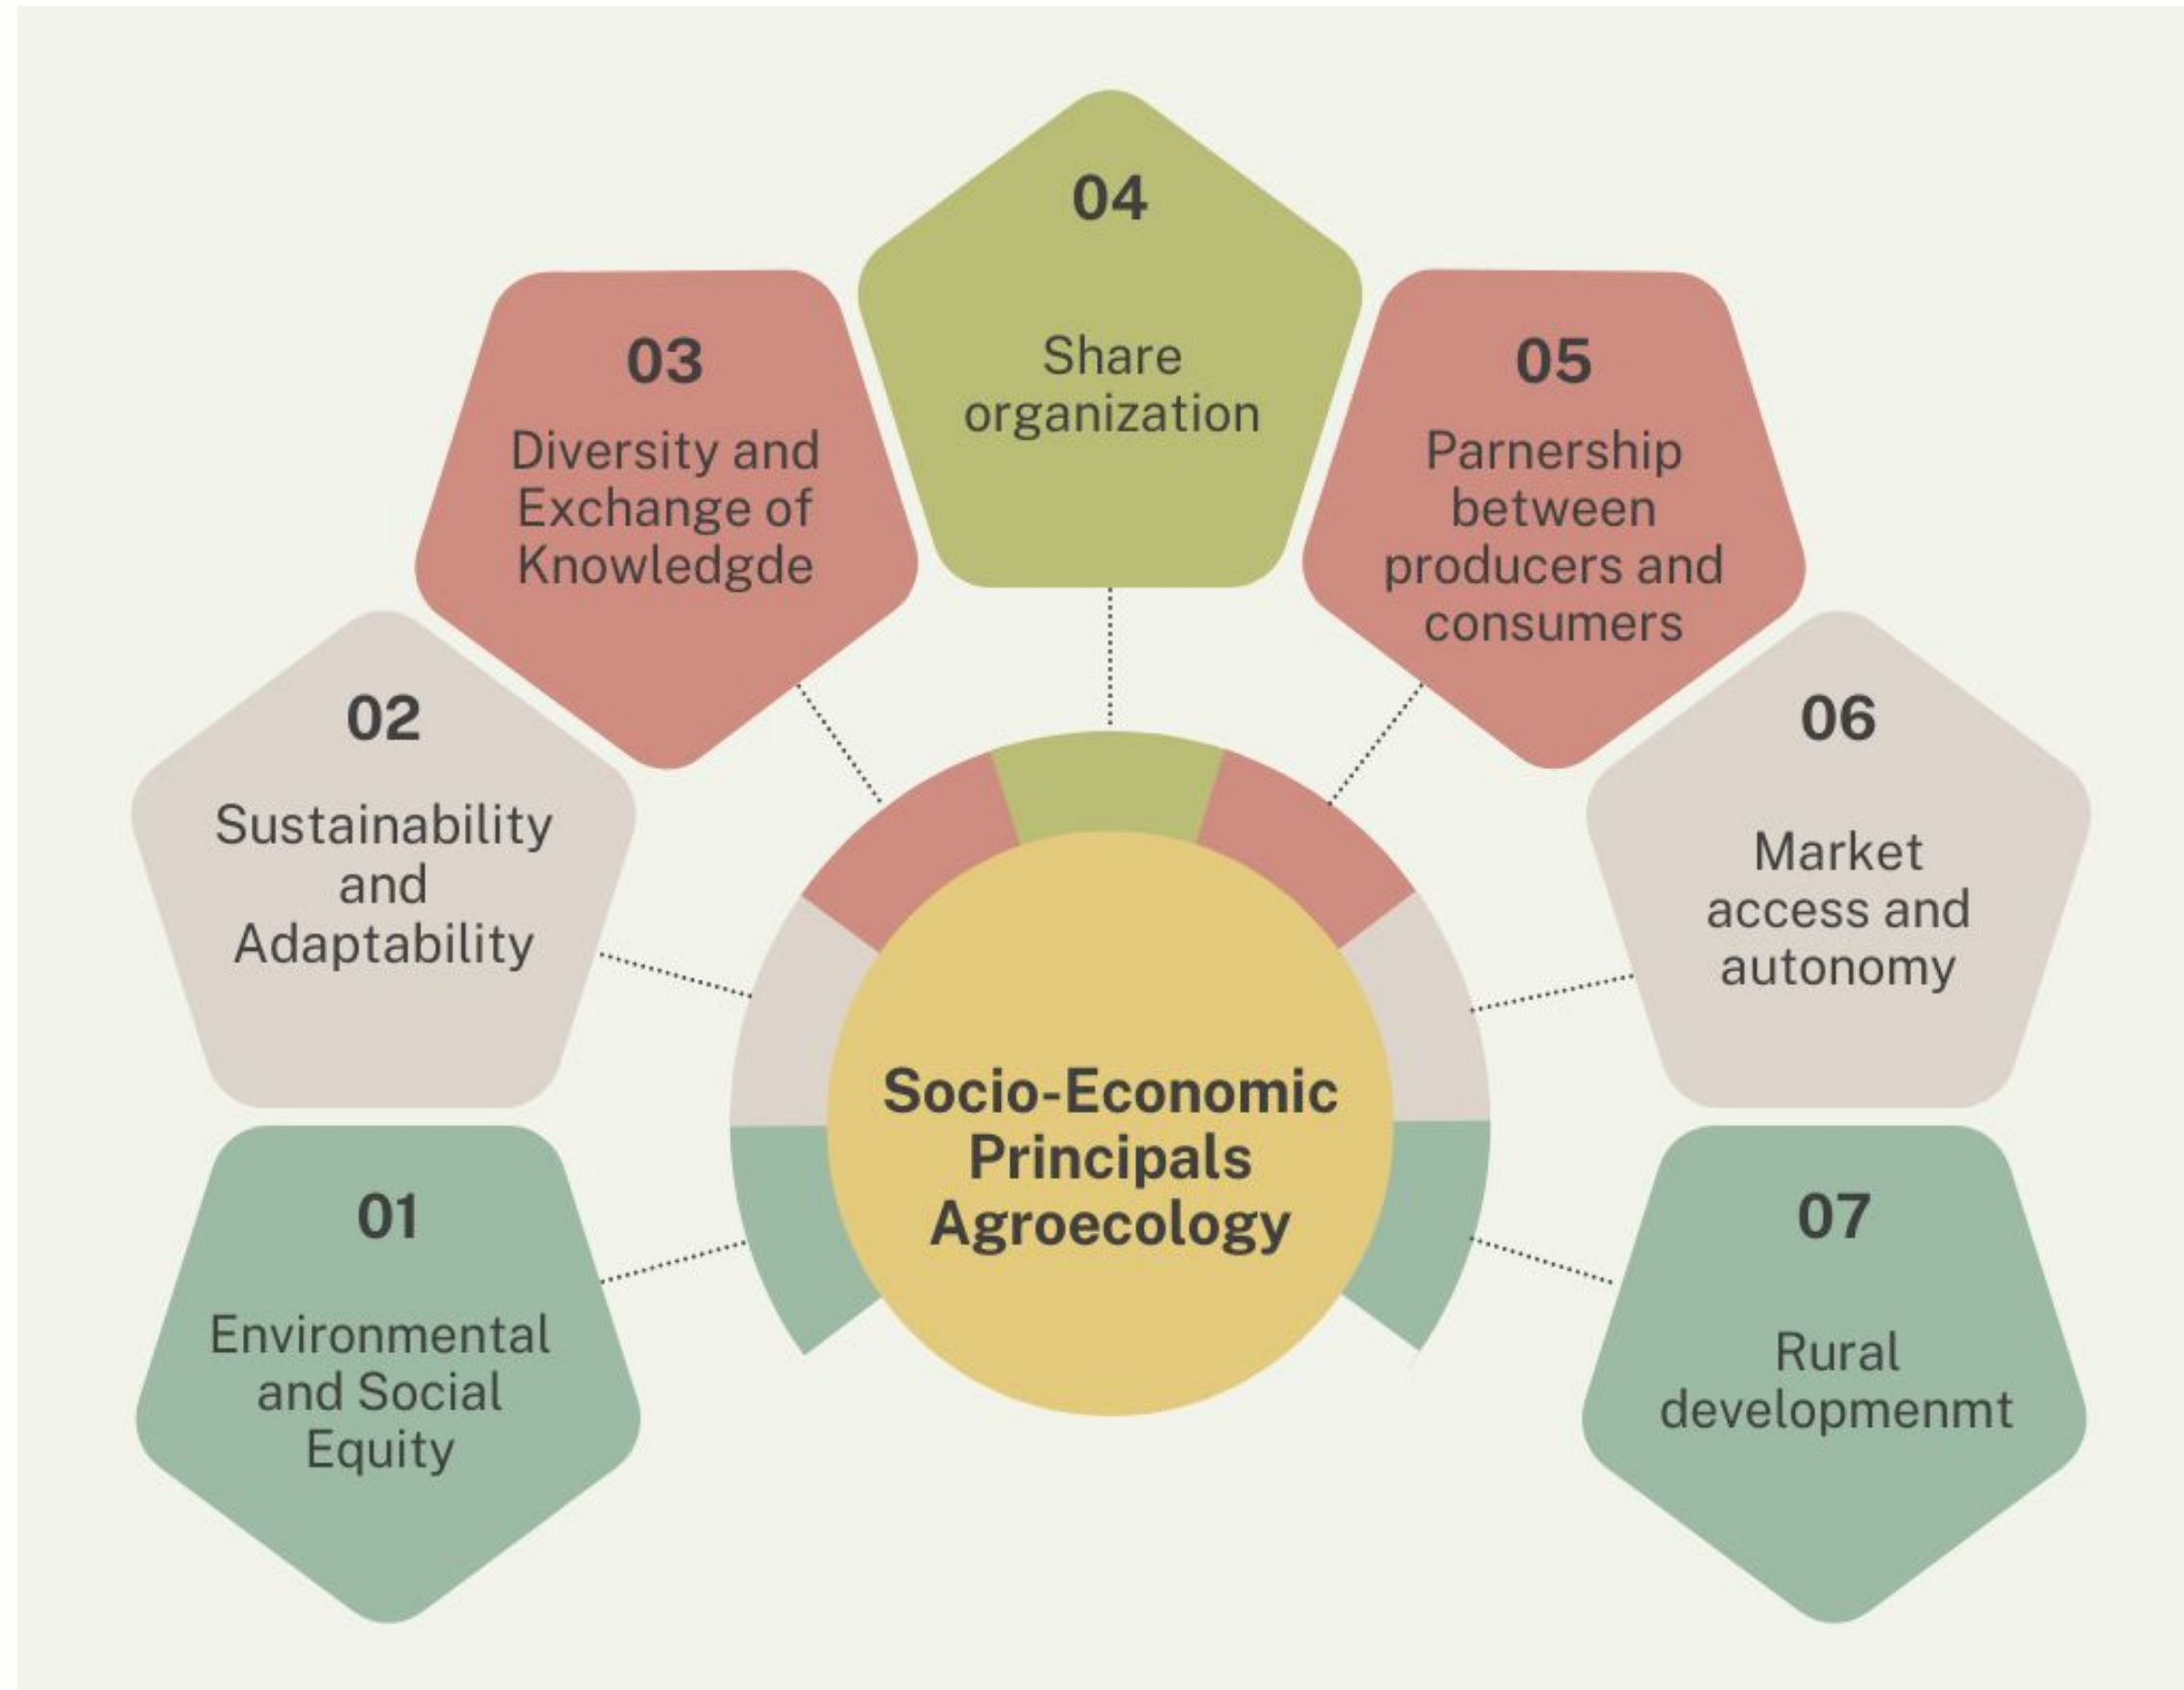 04
Share
organization
03
Diversity and
Exchange of
Knowledgde
05
Parnership
between
producers and
consumers
02
Sustainability
and
Adaptability
06
Market
access and
autonomy
Socio-Economic
Principals
Agroecology
01
Environmental
and Social
Equity
07
Rural
developmenmt